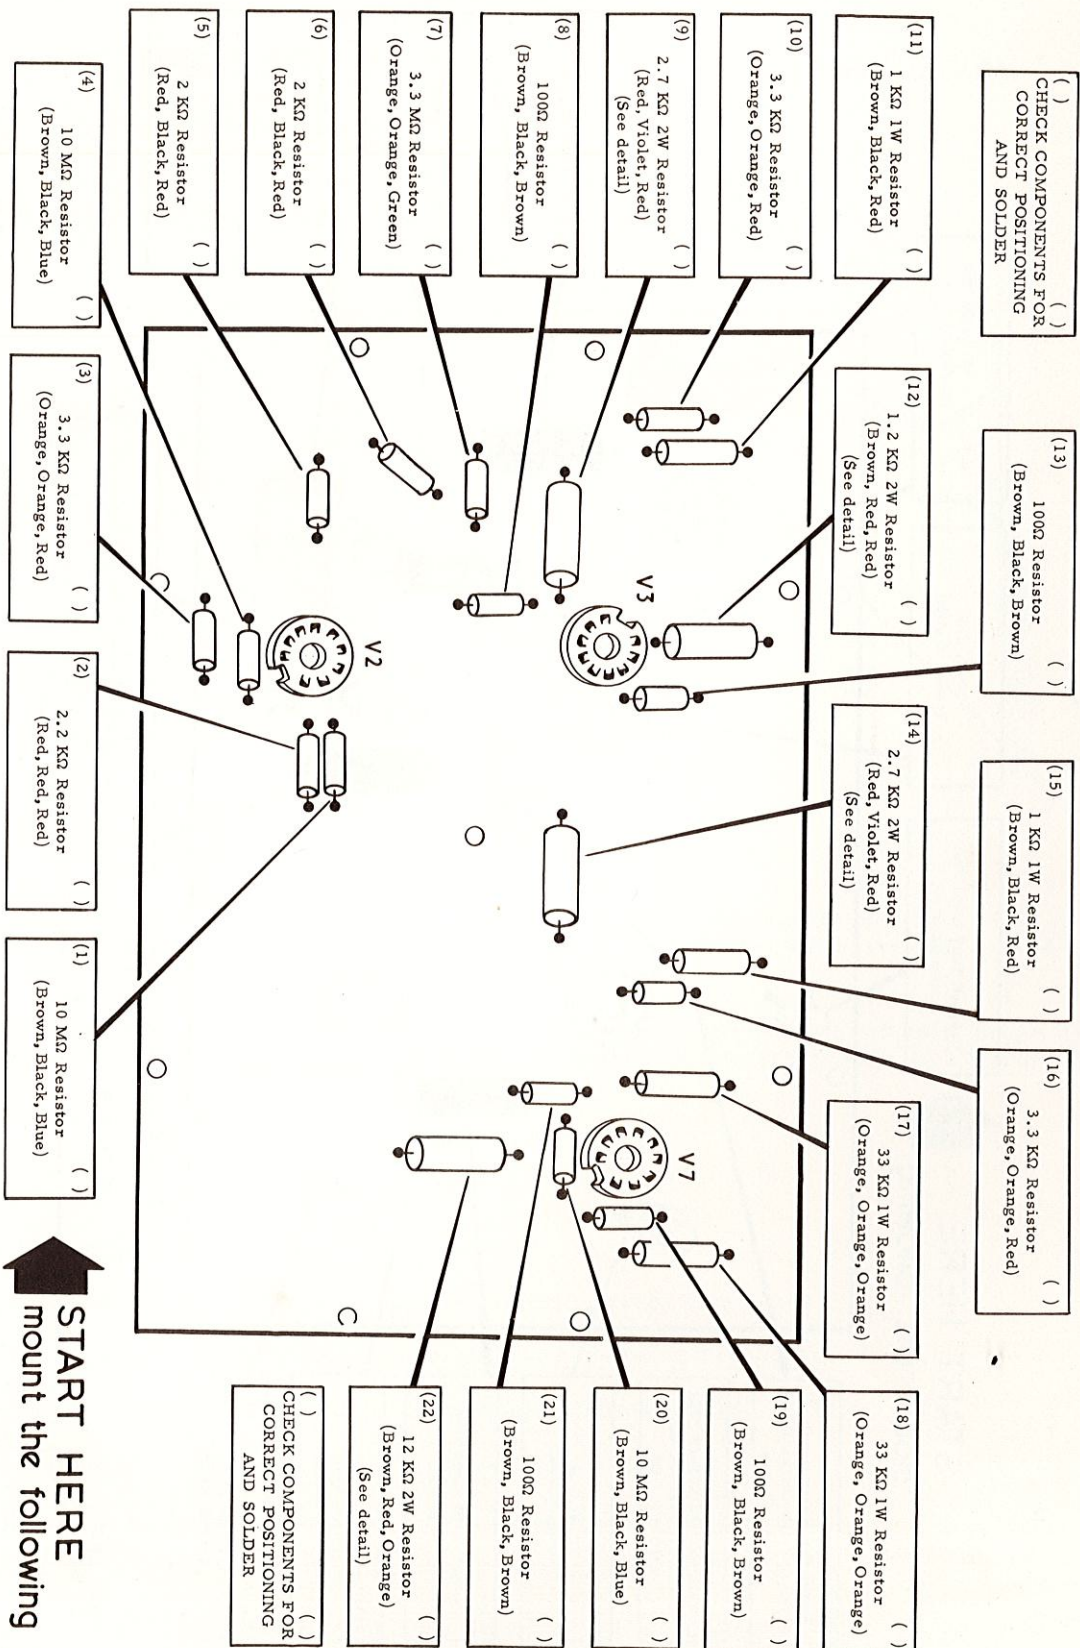 START HERE
mount the following
(1)
10 MΩ Resistor ( )
(Brown, Black, Blue)
(2)
2.2 KΩ Resistor ( )
(Red, Red, Red)
(3)
3.3 KΩ Resistor ( )
(Orange, Orange, Red)
(4)
10 MΩ Resistor ( )
(Brown, Black, Blue)
(5)
2 KΩ Resistor ( )
(Red, Black, Red)
(6)
2 KΩ Resistor ( )
(Red, Black, Red)
(7)
3.3 MΩ Resistor ( )
(Orange, Orange, Green)
(8)
100Ω Resistor ( )
(Brown, Black, Brown)
(9)
2.7 KΩ 2W Resistor ( )
(Red, Violet, Red)
(See detail)
(10)
3.3 KΩ Resistor ( )
(Orange, Orange, Red)
(11)
1 KΩ 1W Resistor ( )
(Brown, Black, Red)
( ) ( )
CHECK COMPONENTS FOR
CORRECT POSITIONING
AND SOLDER
(12)
1.2 KΩ 2W Resistor ( )
(Brown, Red, Red)
(See detail)
(13)
100Ω Resistor ( )
(Brown, Black, Brown)
(14)
2.7 KΩ 2W Resistor ( )
(Red, Violet, Red)
(See detail)
(15)
1 KΩ 1W Resistor ( )
(Brown, Black, Red)
(16)
3.3 KΩ Resistor ( )
(Orange, Orange, Red)
(17)
33 KΩ 1W Resistor ( )
(Orange, Orange, Orange)
(18)
33 KΩ 1W Resistor ( )
(Orange, Orange, Orange)
(19)
100Ω Resistor ( )
(Brown, Black, Brown)
(20)
10 MΩ Resistor ( )
(Brown, Black, Blue)
(21)
100Ω Resistor ( )
(Brown, Black, Brown)
(22)
12 KΩ 2W Resistor ( )
(Brown, Red, Orange)
(See detail)
( ) ( )
CHECK COMPONENTS FOR
CORRECT POSITIONING
AND SOLDER
V3
V2
V7